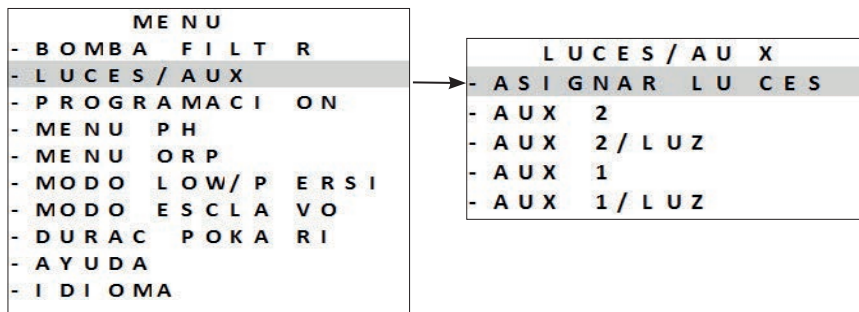 MENU
- BOMBA FILTR
- LUCES/AUX
- PROGRAMACION
- MENU PH
- MENU ORP
- MODO LOW/PERSI
- MODO ESCLAVO
- DURAC POKARI
- AYUDA
- IDIOMA
LUCES/AUX
- ASIGNAR LUCES
- AUX 2
- AUX 2/LUZ
- AUX 1
- AUX 1/LUZ